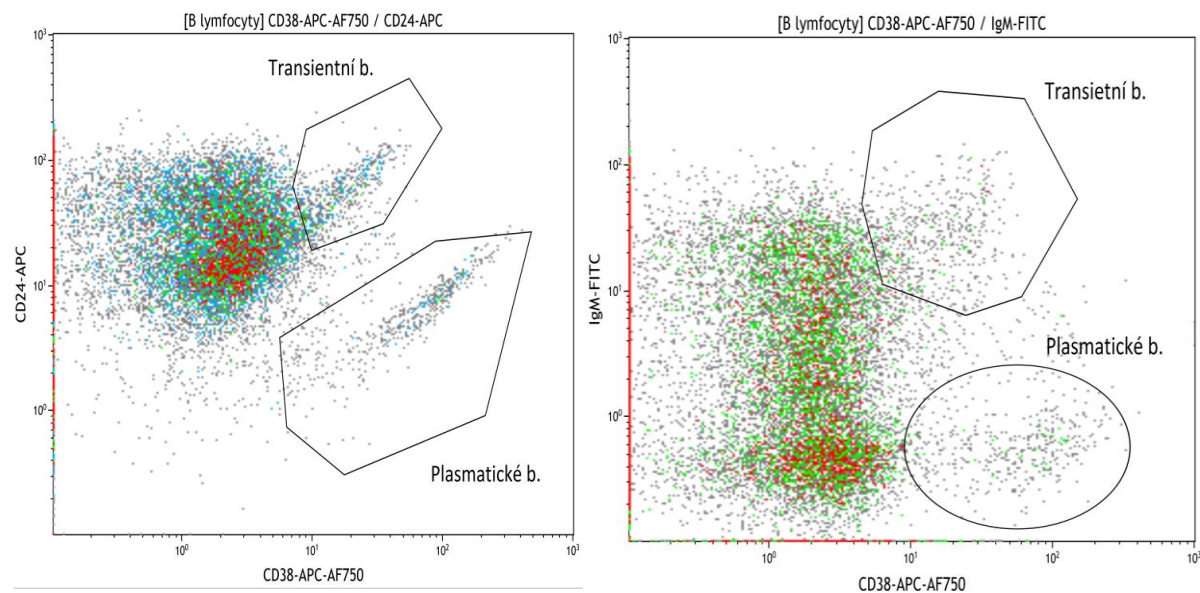 [B lymfocyty] CD38-APC-AF750 / CD24-APC
10³
Transientní b.
10²
CD24-APC
10¹
10⁰
Plasmatické b.
10⁰ 10¹ 10² 10³
CD38-APC-AF750
[B lymfocyty] CD38-APC-AF750 / IgM-FITC
10³
Transietní b.
10²
IgM-FITC
10¹
Plasmatické b.
10⁰
10⁰ 10¹ 10² 10³
CD38-APC-AF750